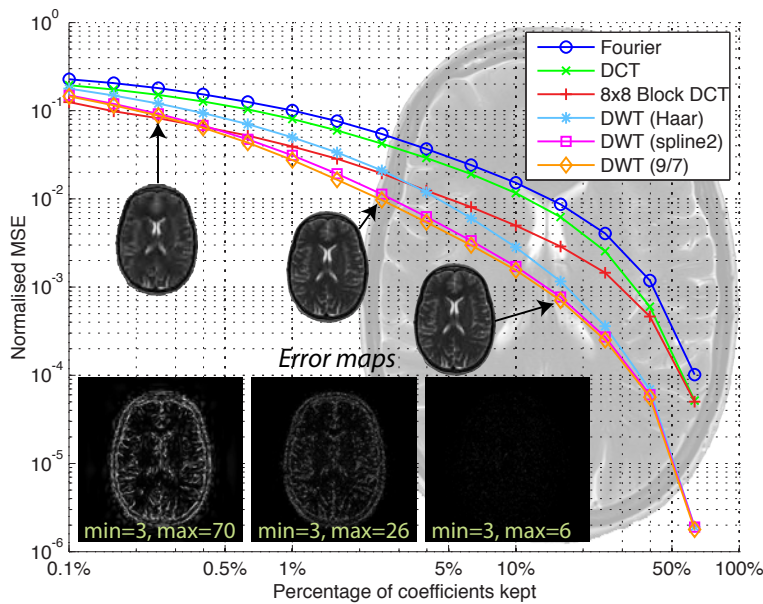 10^0
10^-1
10^-2
10^-3
10^-4
10^-5
10^-6
Normalised MSE
Fourier
DCT
8x8 Block DCT
DWT (Haar)
DWT (spline2)
DWT (9/7)
Error maps
min=3, max=70
min=3, max=26
min=3, max=6
0.1%
0.5%
1%
5%
10%
50%
100%
Percentage of coefficients kept